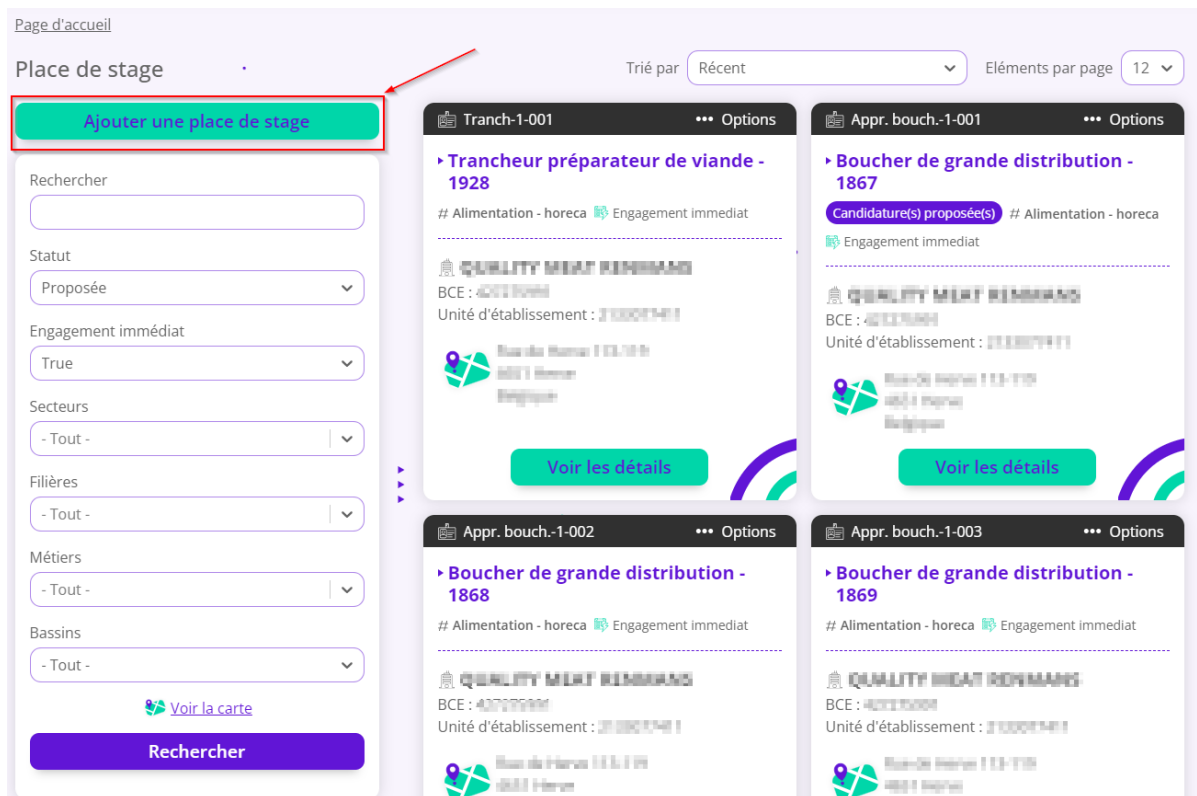 Page d'accueil
Place de stage
Trié par Récent Eléments par page 12
Ajouter une place de stage
Rechercher
Statut
Proposée
Engagement immédiat
True
Secteurs
- Tout -
Filières
- Tout -
Métiers
- Tout -
Bassins
- Tout -
Voir la carte
Rechercher
Tranch-1-001 ••• Options
Trancheur préparateur de viande -
1928
# Alimentation - horeca Engagement immediat
BCE :
Unité d'établissement :
Voir les détails
Appr. bouch.-1-001 ••• Options
Boucher de grande distribution -
1867
Candidature(s) proposée(s) # Alimentation - horeca
Engagement immediat
BCE :
Unité d'établissement :
Voir les détails
Appr. bouch.-1-002 ••• Options
Boucher de grande distribution -
1868
# Alimentation - horeca Engagement immediat
BCE :
Unité d'établissement :
Appr. bouch.-1-003 ••• Options
Boucher de grande distribution -
1869
# Alimentation - horeca Engagement immediat
BCE :
Unité d'établissement :